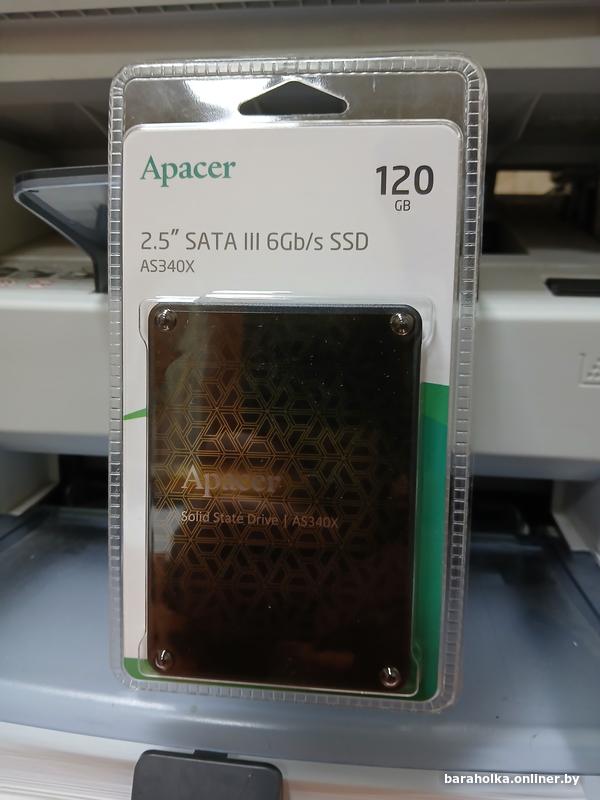 Apacer
120
GB
2.5" SATA III 6Gb/s SSD
AS340X
Apacer
Solid State Drive | AS340X
baraholka.onliner.by